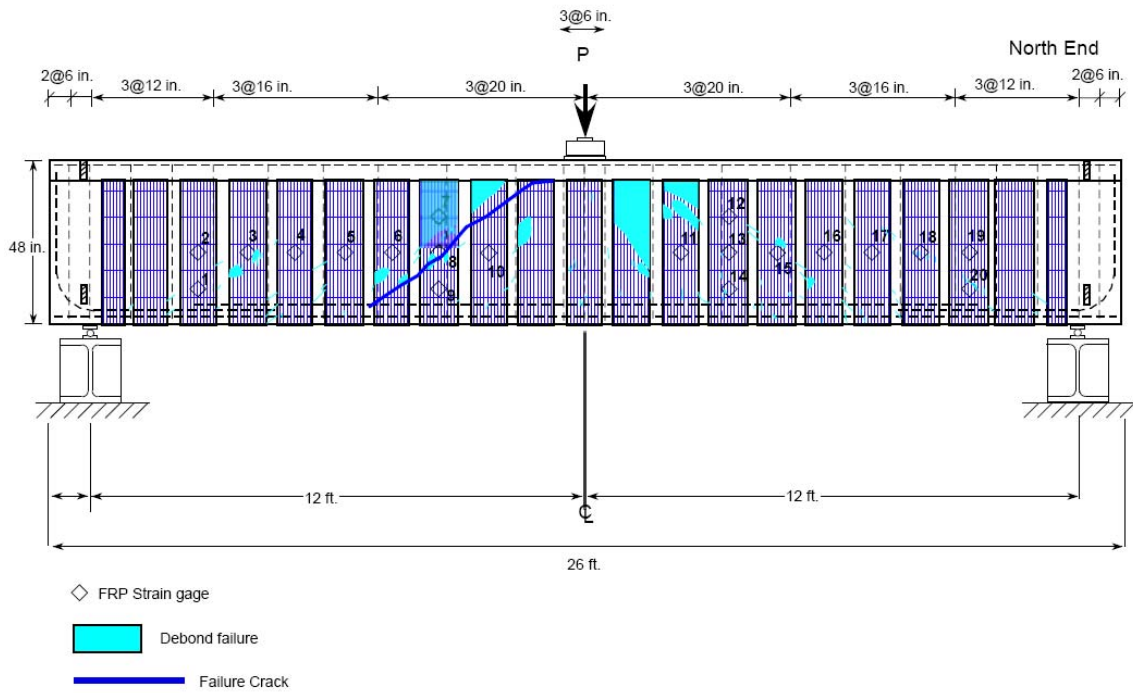 3@6 in.
P
North End
2@6 in.
3@12 in.
3@16 in.
3@20 in.
3@20 in.
3@16 in.
3@12 in.
2@6 in.
48 in.
7
12
2
3
4
5
6
1
8
10
11
13
16
17
18
19
15
1
9
14
20
12 ft.
12 ft.
CL
26 ft.
FRP Strain gage
Debond failure
Failure Crack